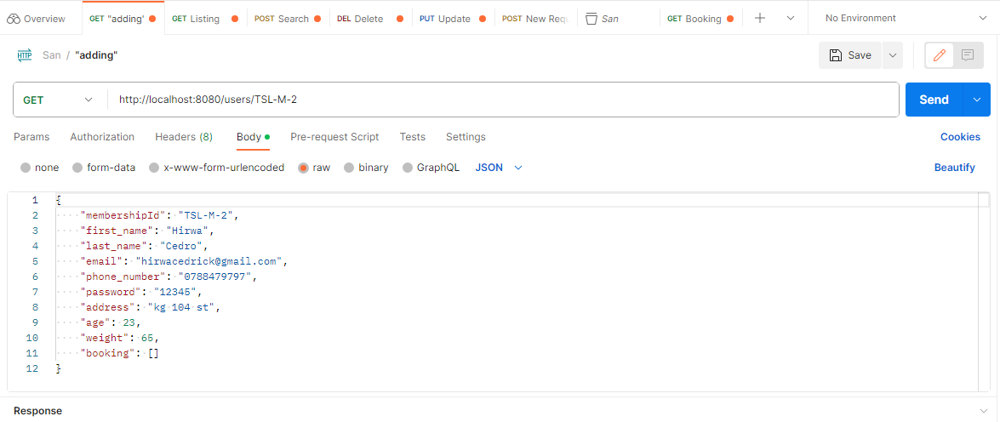 Overview GET "adding' GET Listing POST Search DEL Delete PUT Update POST New Requ San GET Booking No Environment
HTTP San / "adding" Save
GET http://localhost:8080/users/TSL-M-2 Send
Params Authorization Headers (8) Body Pre-request Script Tests Settings Cookies
none form-data x-www-form-urlencoded raw binary GraphQL JSON Beautify
1 {
2 "membershipId": "TSL-M-2",
3 "first_name": "Hirwa",
4 "last_name": "Cedro",
5 "email": "hirwacedrick@gmail.com",
6 "phone_number": "0788479797",
7 "password": "12345",
8 "address": "kg 104 st",
9 "age": 23,
10 "weight": 65,
11 "booking": []
12 }
Response